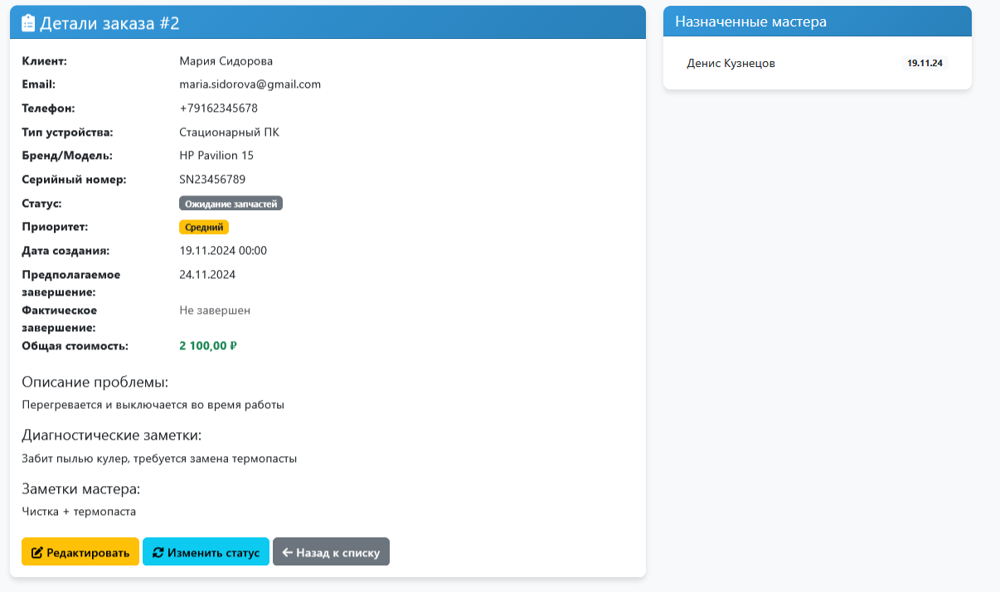 Детали заказа #2
Клиент: Мария Сидорова
Email: maria.sidorova@gmail.com
Телефон: +79162345678
Тип устройства: Стационарный ПК
Бренд/Модель: HP Pavilion 15
Серийный номер: SN23456789
Статус: Ожидание запчастей
Приоритет: Средний
Дата создания: 19.11.2024 00:00
Предполагаемое 24.11.2024
завершение:
Фактическое Не завершен
завершение:
Общая стоимость: 2 100,00 ₽
Описание проблемы:
Перегревается и выключается во время работы
Диагностические заметки:
Забит пылью кулер, требуется замена термопасты
Заметки мастера:
Чистка + термопаста
Редактировать Изменить статус Назад к списку
Назначенные мастера
Денис Кузнецов 19.11.24